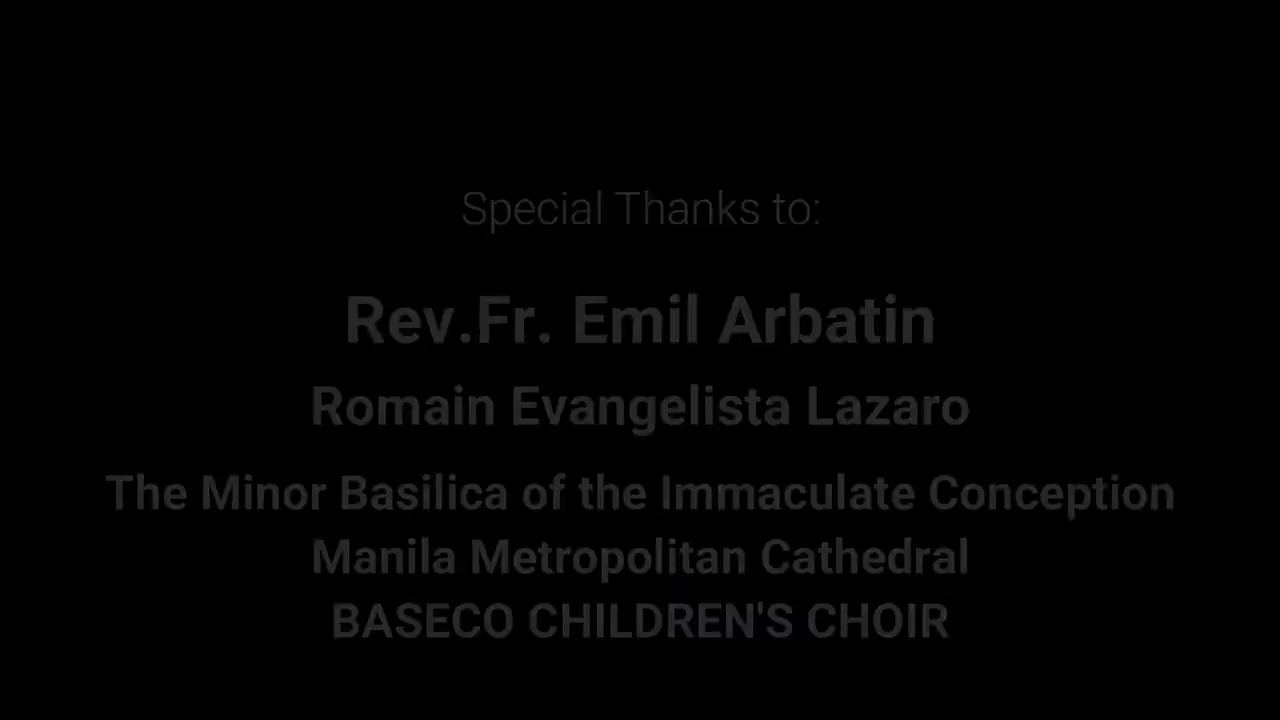 Special Thanks to:
Rev.Fr. Emil Arbatin
Romain Evangelista Lazaro
The Minor Basilica of the Immaculate Conception
Manila Metropolitan Cathedral
BASECO CHILDREN'S CHOIR